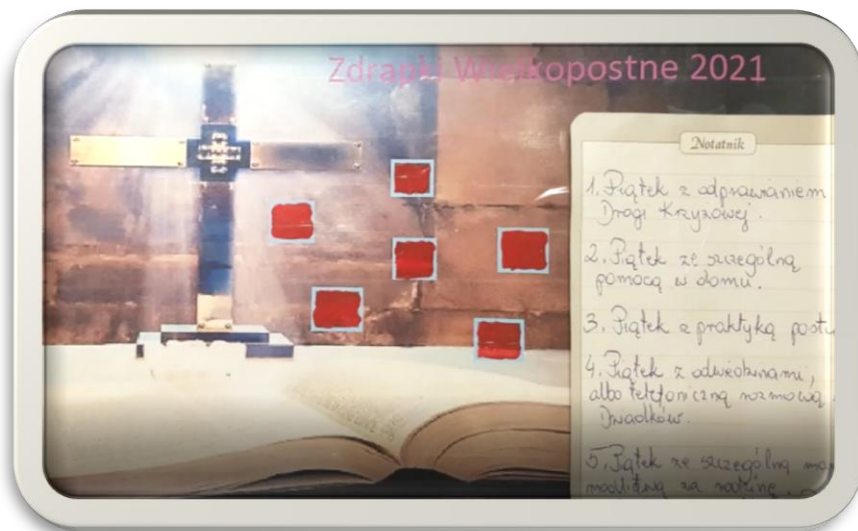 Zdrapki Wielkopostne 2021
Notatnik
1. Piątek z odprawianiem
Drogi Krzyżowej.
2. Piątek ze szczególną
pomocą w domu.
3. Piątek z praktyką postu
4. Piątek z odwiedzinami,
albo telefoniczną rozmową
Dziadków.
5. Piątek ze szczególną
modlitwą za rodzinę,